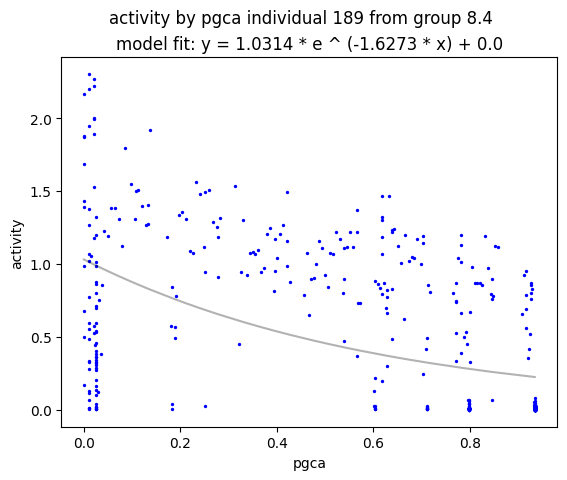 activity by pgca individual 189 from group 8.4
model fit: y = 1.0314 * e ^ (-1.6273 * x) + 0.0
activity
2.0
1.5
1.0
0.5
0.0
0.0 0.2 0.4 0.6 0.8
pgca